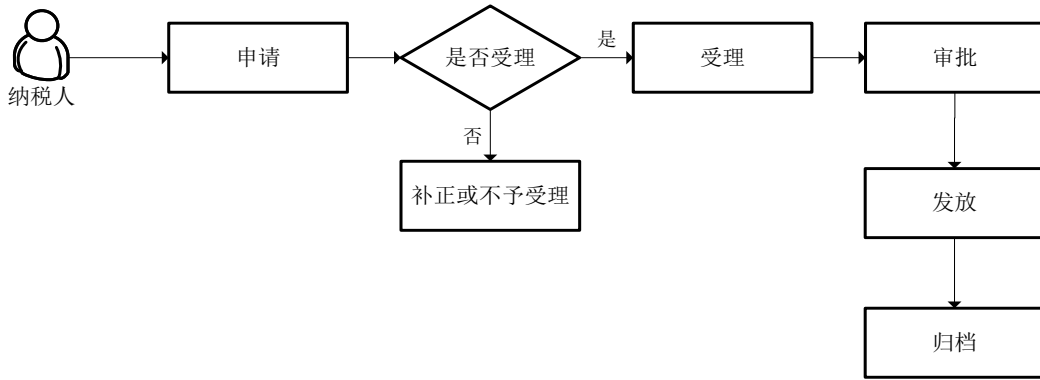 纳税人
申请
是否受理
是
受理
审批
否
补正或不予受理
发放
归档